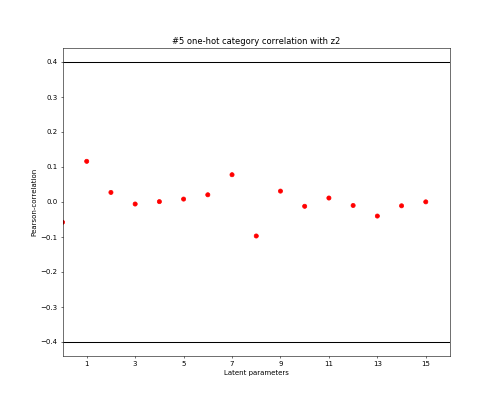 #5 one-hot category correlation with z2
0.4
0.3
0.2
0.1
0.0
−0.1
−0.2
−0.3
−0.4
Pearson-correlation
1 3 5 7 9 11 13 15
Latent parameters